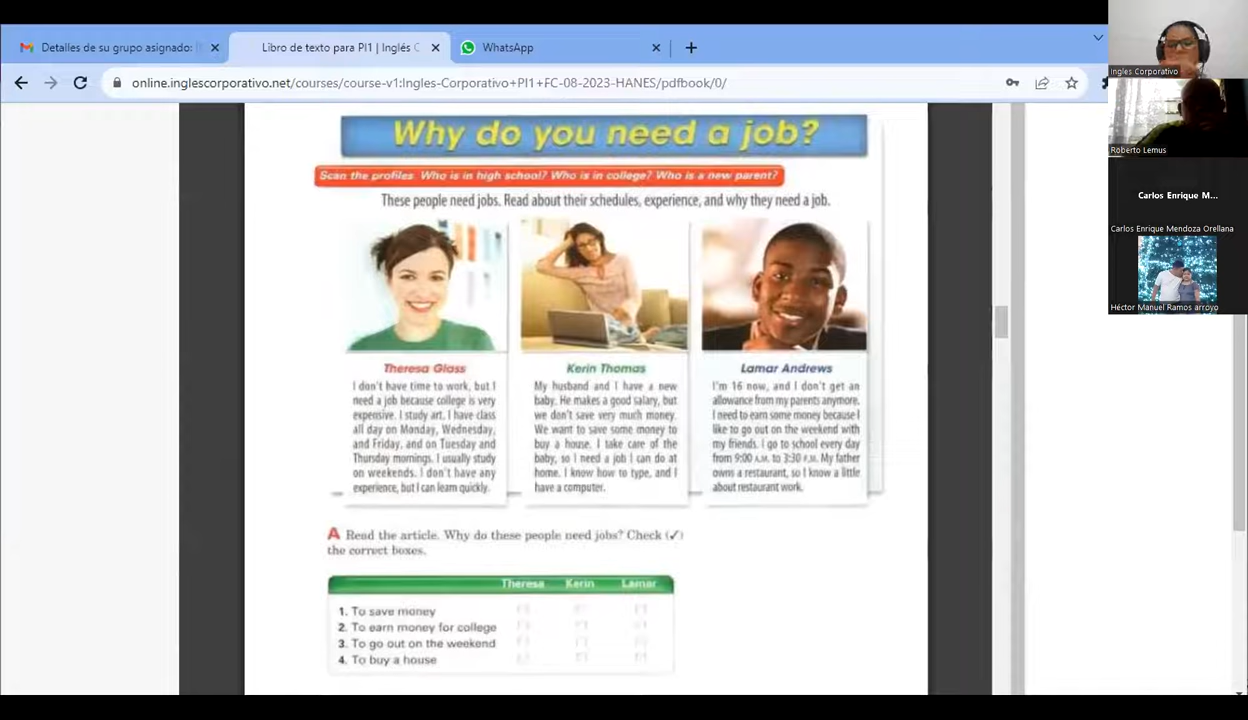 Detalles de su grupo asignado:
Libro de texto para PI1 | Inglés C
WhatsApp
online.inglescorporativo.net/courses/course-v1:Ingles-Corporativo+PI1+FC-08-2023-HANES/pdfbook/0/
Ingles Corporativo
Roberto Lemus
Carlos Enrique M...
Carlos Enrique Mendoza Orellana
Héctor Manuel Ramos arroyo
Why do you need a job?
Scan the profiles. Who is in high school? Who is in college? Who is a new parent?
These people need jobs. Read about their schedules, experience, and why they need a job.
Theresa Glass
I don't have time to work, but I
need a job because college is very
expensive. I study art. I have class
all day on Monday, Wednesday,
and Friday, and on Tuesday and
Thursday mornings. I usually study
on weekends. I don't have any
experience, but I can learn quickly.
Kerin Thomas
My husband and I have a new
baby. He makes a good salary, but
we don't save very much money.
We want to save some money to
buy a house. I take care of the
baby, so I need a job I can do at
home. I know how to type, and I
have a computer.
Lamar Andrews
I'm 16 now, and I don't get an
allowance from my parents anymore.
I need to earn some money because I
like to go out on the weekend with
my friends. I go to school every day
from 9:00 A.M. to 3:30 P.M. My father
owns a restaurant, so I know a little
about restaurant work.
A Read the article. Why do these people need jobs? Check (✓)
the correct boxes.
Theresa Kerin Lamar
1. To save money
2. To earn money for college
3. To go out on the weekend
4. To buy a house